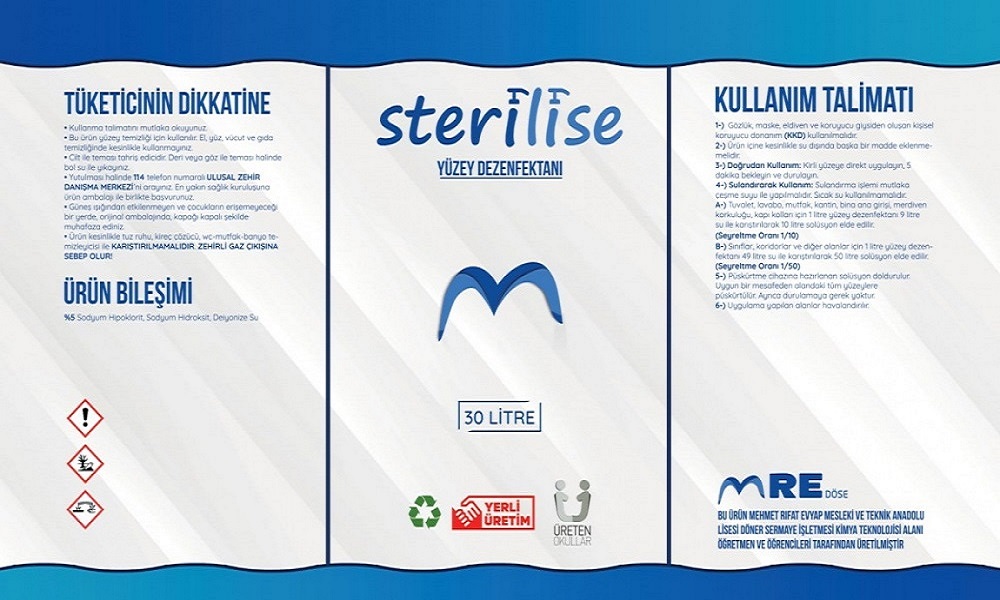 TÜKETİCİNİN DİKKATİNE
• Kullanma talimatını mutlaka okuyunuz.
• Bu ürün yüzey temizliği için kullanılır. El, yüz, vücut ve gıda
temizliğinde kesinlikle kullanmayınız.
• Cilt ile teması tahriş edicidir. Deri veya göz ile teması halinde
bol su ile yıkayınız.
• Yutulması halinde 114 telefon numaralı ULUSAL ZEHİR
DANIŞMA MERKEZİ'ni arayınız. En yakın sağlık kuruluşuna
ürün ambalajı ile birlikte başvurunuz.
• Güneş ışığından etkilenmeyen ve çocukların erişemeyeceği
bir yerde, orijinal ambalajında, kapağı kapalı şekilde
muhafaza ediniz.
• Ürün kesinlikle tuz ruhu, kireç çözücü, wc-mutfak-banyo te-
mizleyicisi ile KARIŞTIRILMAMALIDIR. ZEHİRLİ GAZ ÇIKIŞINA
SEBEP OLUR!
ÜRÜN BİLEŞİMİ
%5 Sodyum Hipoklorit, Sodyum Hidroksit, Deiyonize Su
sterilise
YÜZEY DEZENFEKTANI
30 LİTRE
YERLİ
ÜRETİM
ÜRETEN
OKULLAR
KULLANIM TALİMATI
1-) Gözlük, maske, eldiven ve koruyucu giysiden oluşan kişisel
koruyucu donanım (KKD) kullanılmalıdır.
2-) Ürün içine kesinlikle su dışında başka bir madde eklenme-
melidir.
3-) Doğrudan Kullanım: Kirli yüzeye direkt uygulayın, 5
dakika bekleyin ve durulayın.
4-) Sulandırarak Kullanım: Sulandırma işlemi mutlaka
çeşme suyu ile yapılmalıdır. Sıcak su kullanılmamalıdır.
A-) Tuvalet, lavabo, mutfak, kantin, bina ana girişi, merdiven
korkuluğu, kapı kolları için 1 litre yüzey dezenfektanı 9 litre
su ile karıştırılarak 10 litre solüsyon elde edilir.
(Seyreltme Oranı 1/10)
B-) Sınıflar, koridorlar ve diğer alanlar için 1 litre yüzey dezen-
fektanı 49 litre su ile karıştırılarak 50 litre solüsyon elde edilir.
(Seyreltme Oranı 1/50)
5-) Püskürtme cihazına hazırlanan solüsyon doldurulur.
Uygun bir mesafeden alandaki tüm yüzeylere
püskürtülür. Ayrıca durulamaya gerek yoktur.
6-) Uygulama yapılan alanlar havalandırılır.
MRE DÖSE
BU ÜRÜN MEHMET RIFAT EVYAP MESLEKİ VE TEKNİK ANADOLU
LİSESİ DÖNER SERMAYE İŞLETMESİ KİMYA TEKNOLOJİSİ ALANI
ÖĞRETMEN VE ÖĞRENCİLERİ TARAFINDAN ÜRETİLMİŞTİR